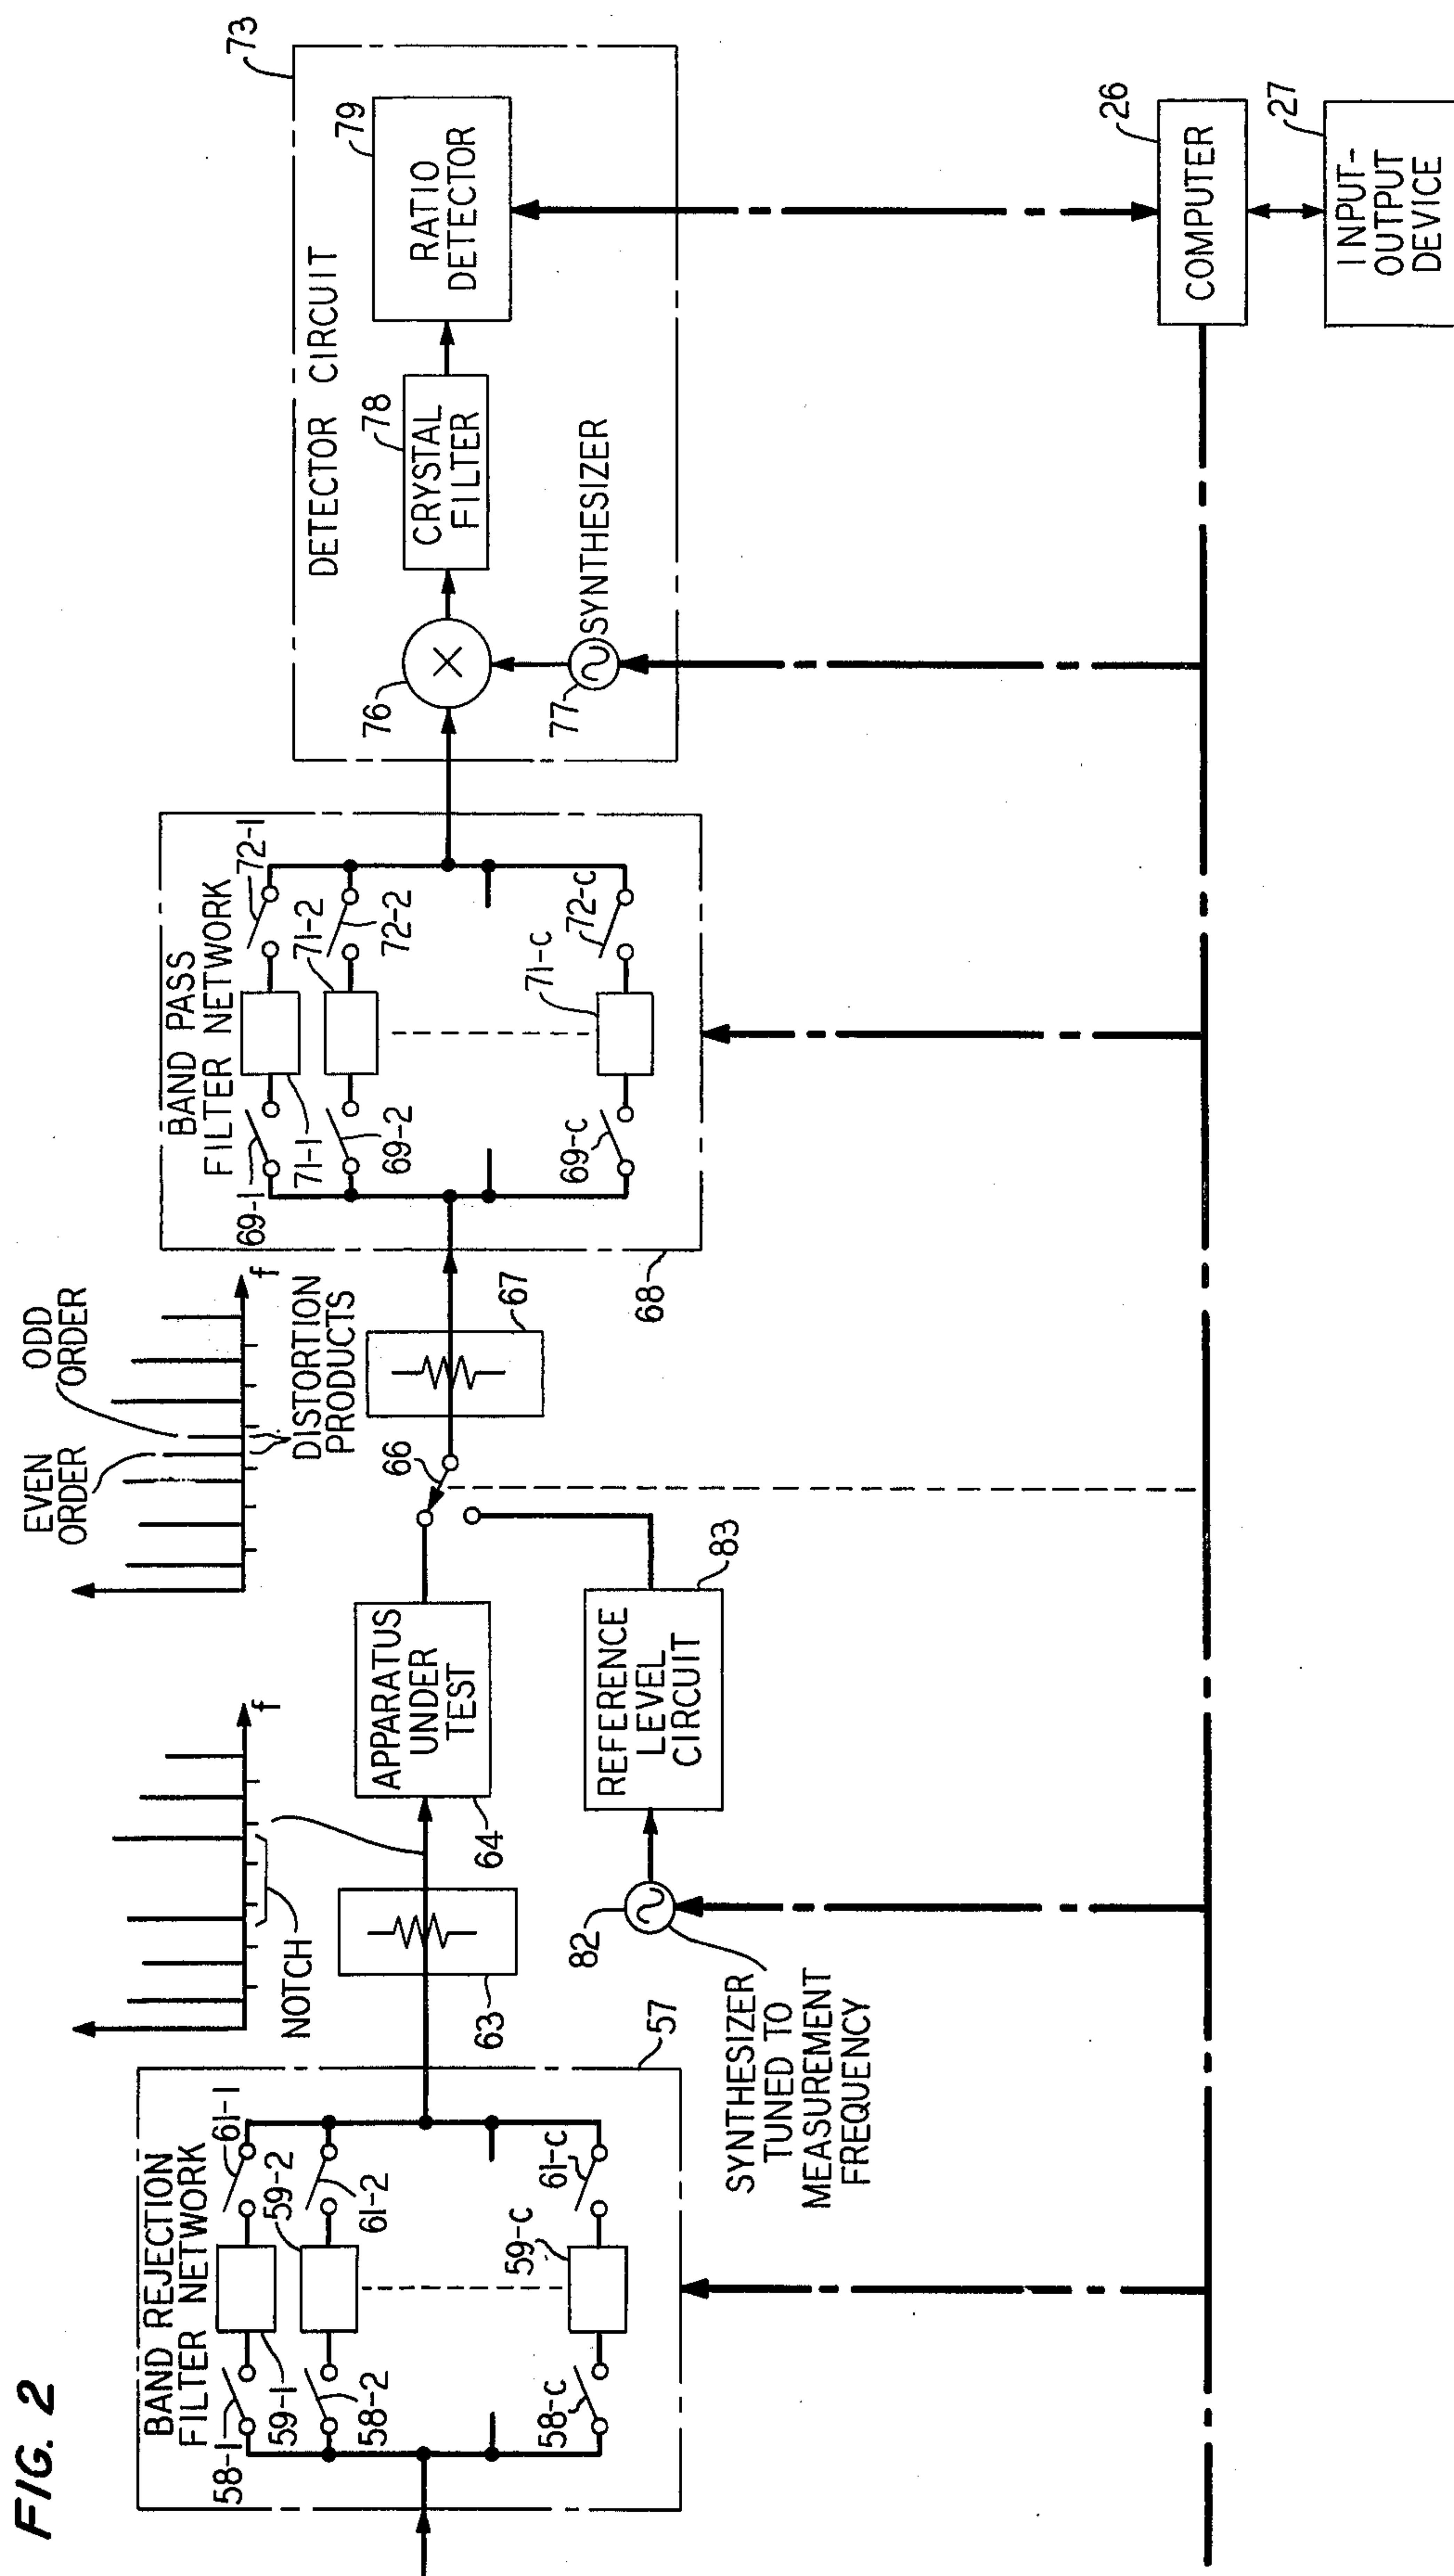 FIG. 2
BAND REJECTION
FILTER NETWORK
58-1
59-1
61-1
58-2
59-2
61-2
58-C
59-C
61-C
57
NOTCH
f
63
APPARATUS
UNDER
TEST
64
82
SYNTHESIZER
TUNED TO
MEASUREMENT
FREQUENCY
REFERENCE
LEVEL
CIRCUIT
83
66
EVEN
ORDER
ODD
ORDER
f
DISTORTION
PRODUCTS
67
BAND PASS
FILTER NETWORK
69-1
71-1
72-1
69-2
71-2
72-2
69-C
71-C
72-C
68
DETECTOR CIRCUIT
73
76
77
SYNTHESIZER
78
CRYSTAL
FILTER
79
RATIO
DETECTOR
26
COMPUTER
27
INPUT-
OUTPUT
DEVICE